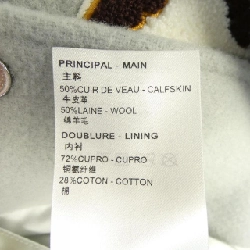 PRINCIPAL - MAIN
主料
50%CUIR DE VEAU - CALFSKIN
牛皮革
50%LAINE - WOOL
绵羊毛
DOUBLURE - LINING
内衬
72%CUPRO - CUPRO
铜氨纤维
28%COTON - COTTON
棉